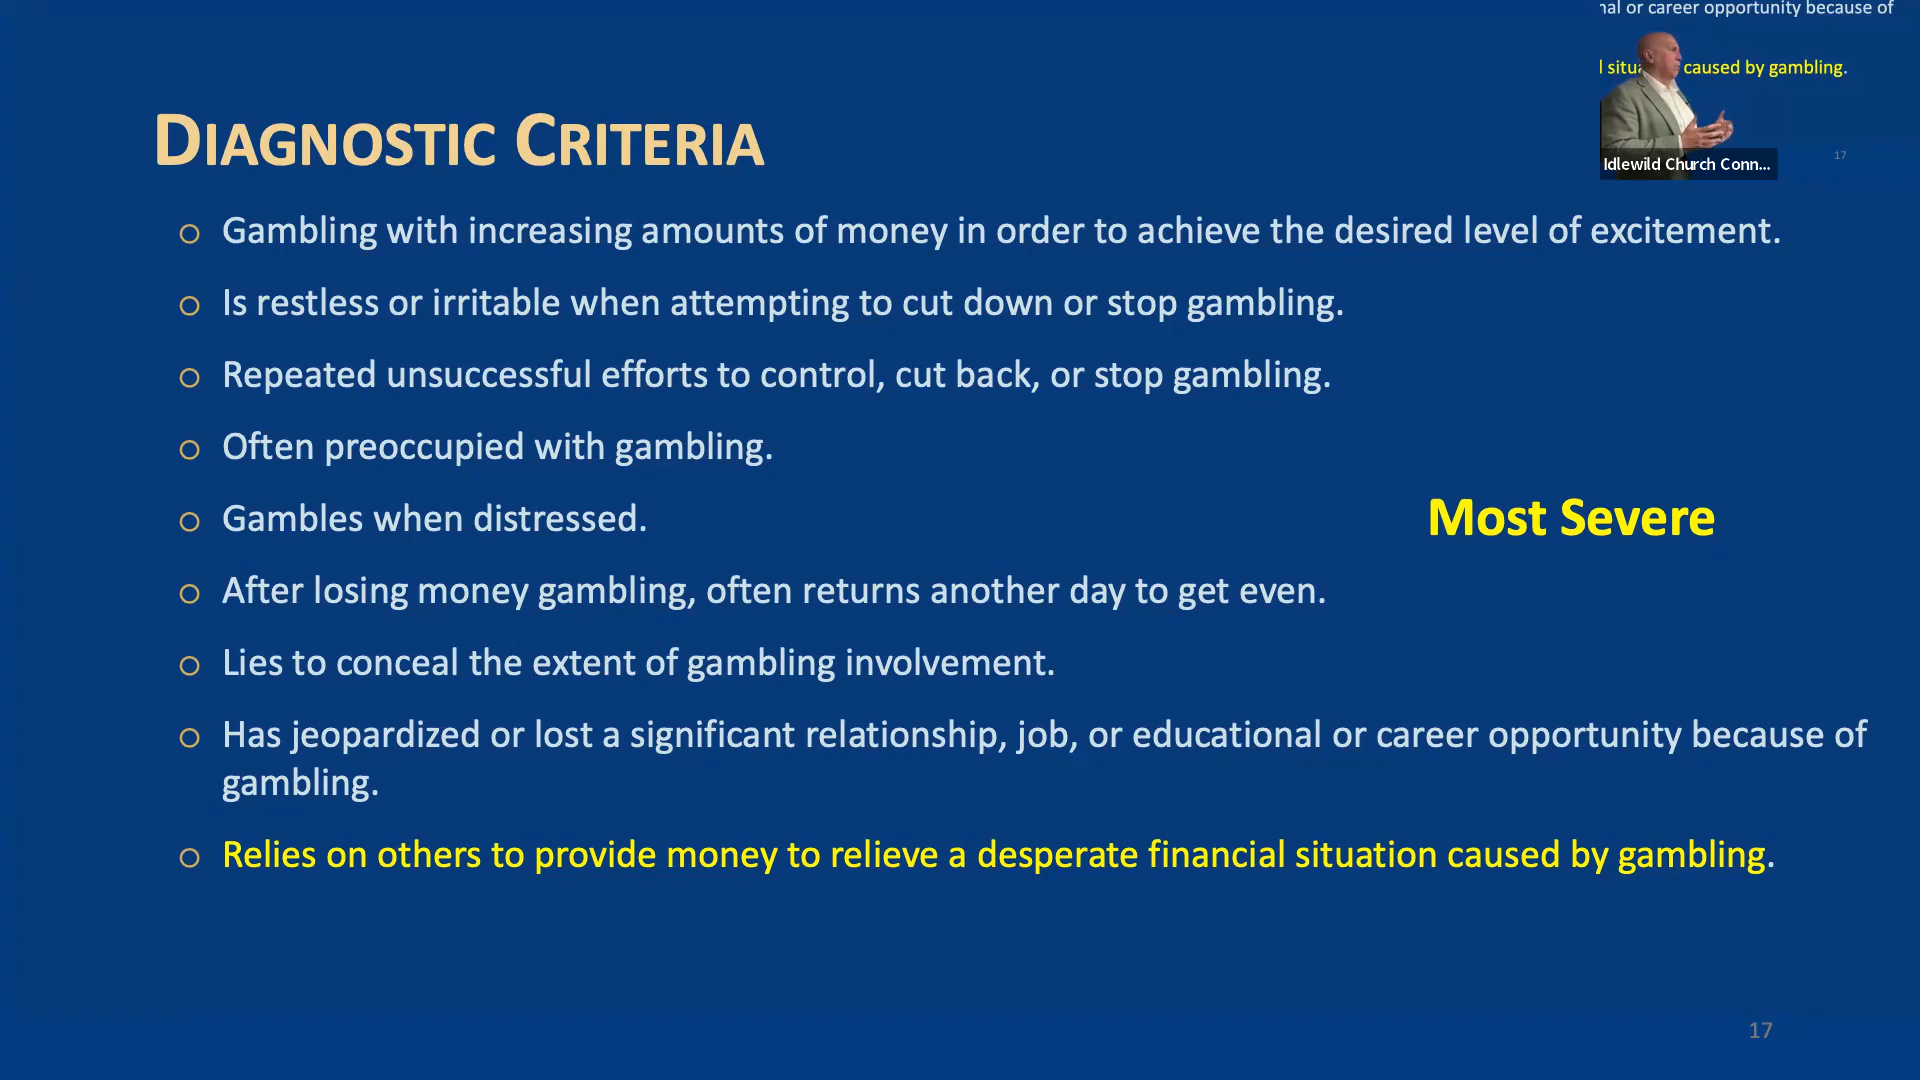 nal or career opportunity because of
l situ caused by gambling.
Idlewild Church Conn...
17
DIAGNOSTIC CRITERIA
Gambling with increasing amounts of money in order to achieve the desired level of excitement.
Is restless or irritable when attempting to cut down or stop gambling.
Repeated unsuccessful efforts to control, cut back, or stop gambling.
Often preoccupied with gambling.
Gambles when distressed.
Most Severe
After losing money gambling, often returns another day to get even.
Lies to conceal the extent of gambling involvement.
Has jeopardized or lost a significant relationship, job, or educational or career opportunity because of
gambling.
Relies on others to provide money to relieve a desperate financial situation caused by gambling.
17